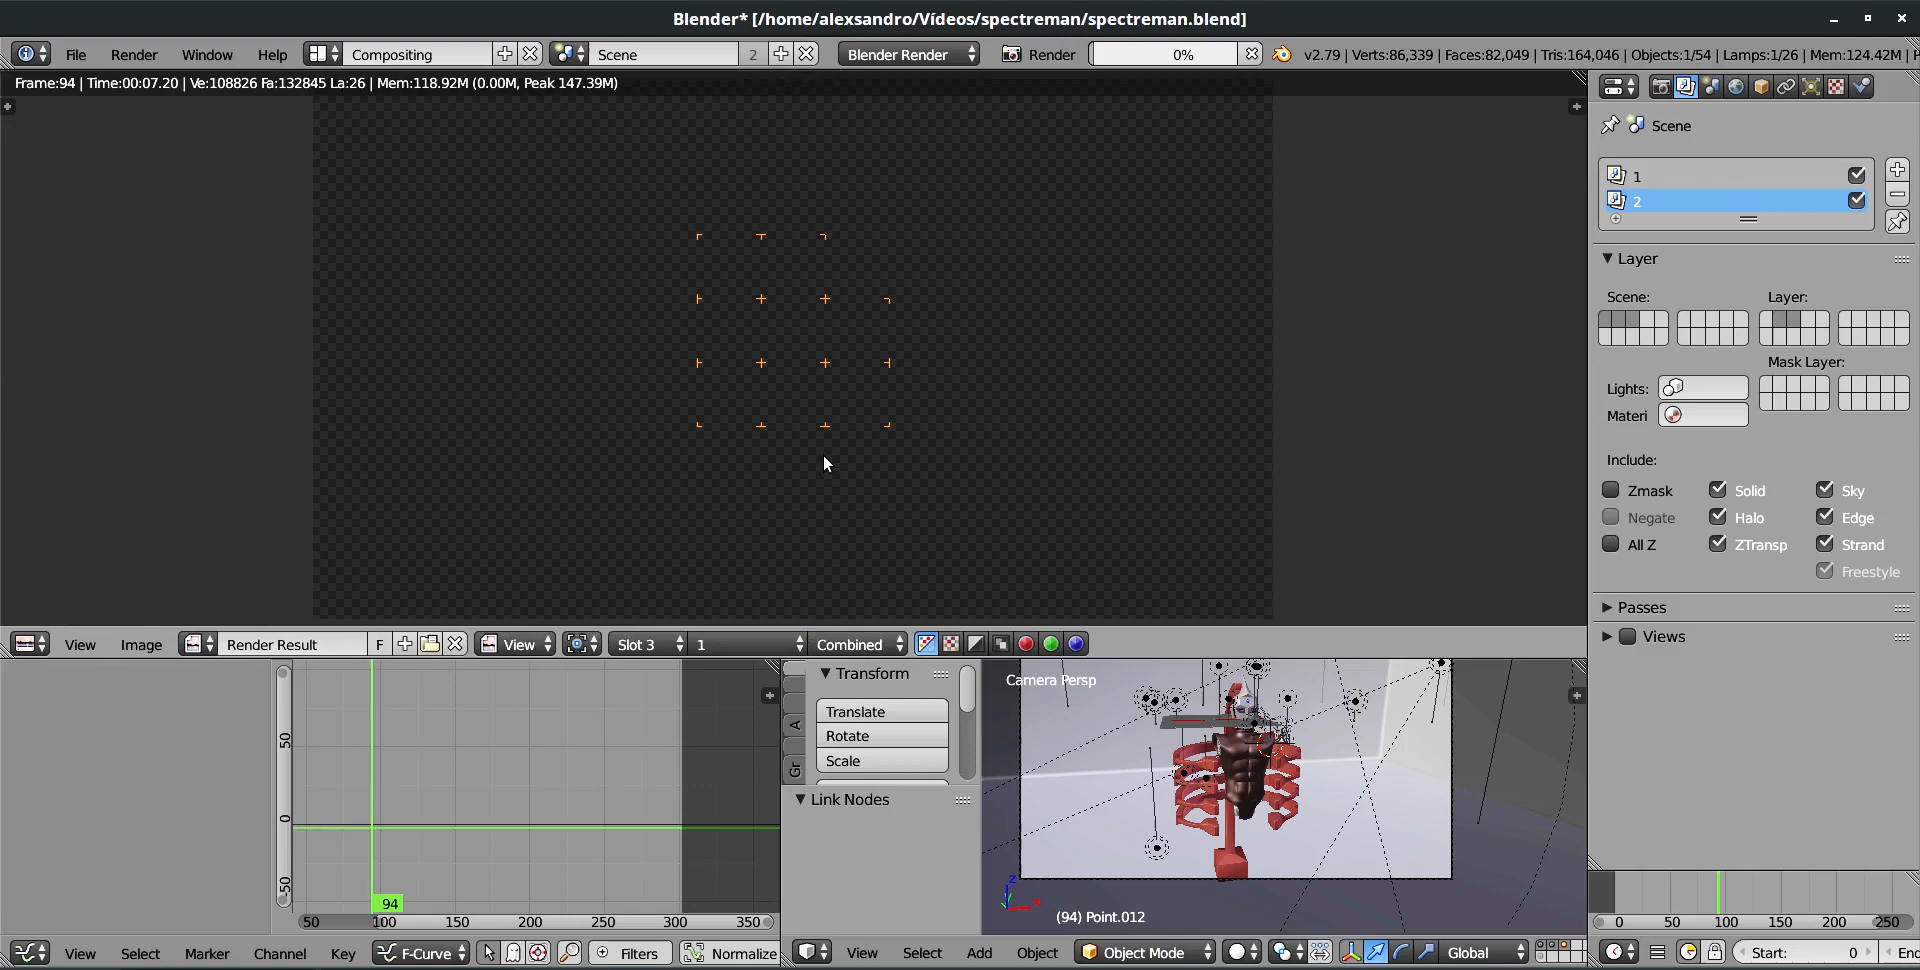 Blender* [/home/alexsandro/Vídeos/spectreman/spectreman.blend]
File Render Window Help Compositing Scene 2 Blender Render Render 0% v2.79 | Verts:86,339 | Faces:82,049 | Tris:164,046 | Objects:1/54 | Lamps:1/26 | Mem:124.42M |
Frame:94 | Time:00:07.20 | Ve:108826 Fa:132845 La:26 | Mem:118.92M (0.00M, Peak 147.39M)
Scene
1
2
Layer
Scene: Layer:
Mask Layer:
Lights:
Materi
Include:
Zmask Solid Sky
Negate Halo Edge
All Z ZTransp Strand
Freestyle
Passes
Views
View Image Render Result F View Slot 3 1 Combined
50
0
-50
94
50 100 150 200 250 300 350
A
Gr
Transform
Translate
Rotate
Scale
Link Nodes
Camera Persp
Z
X
(94) Point.012
0 50 100 150 200 250
View Select Marker Channel Key F-Curve Filters Normalize
View Select Add Object Object Mode Global
Start: 0